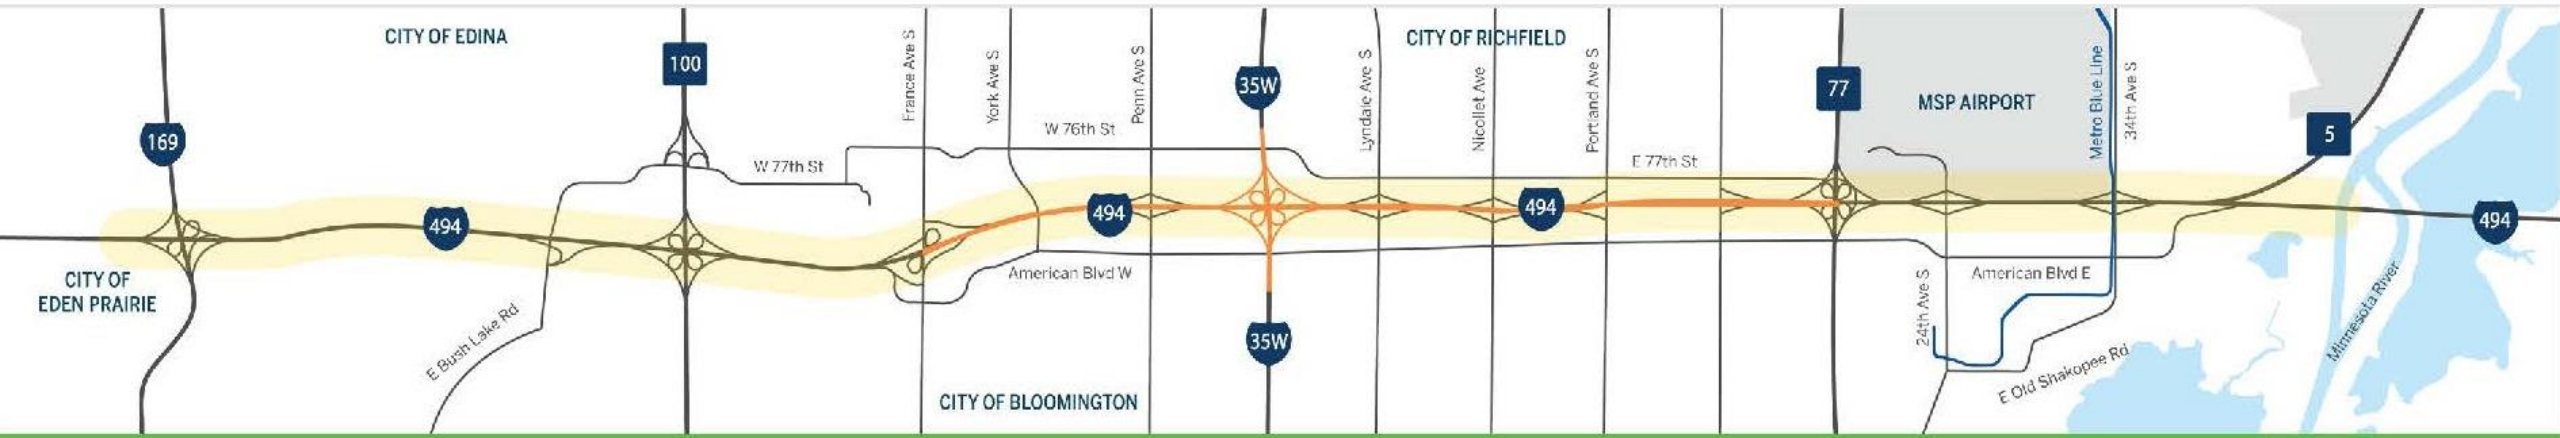 CITY OF EDINA
CITY OF RICHFIELD
100
France Ave S
York Ave S
Penn Ave S
35W
Lyndale Ave S
Nicollet Ave
Portland Ave S
77
MSP AIRPORT
Metro Blue Line
34th Ave S
5
169
W 76th St
W 77th St
E 77th St
494
494
494
494
CITY OF
EDEN PRAIRIE
American Blvd W
American Blvd E
E Bush Lake Rd
35W
24th Ave S
Minnesota River
E Old Shakopee Rd
CITY OF BLOOMINGTON